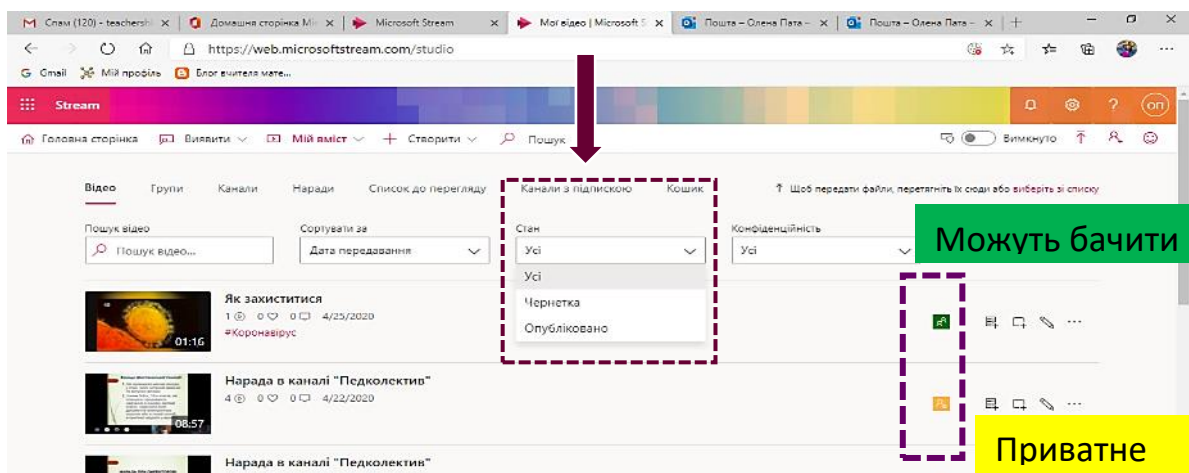 Спам (120) - teachersh
Домашня сторінка Mi
Microsoft Stream
Мої відео | Microsoft S
Пошта – Олена Пата –
Пошта – Олена Пата –
https://web.microsoftstream.com/studio
Gmail Мій профіль Блог вчителя мате...
Stream
оп
Головна сторінка Виявити Мій вміст Створити Пошук Вимкнуто
Відео Групи Канали Наради Список до перегляду Канали з підпискою Кошик
Щоб передати файли, перетягніть їх сюди або виберіть зі списку
Пошук відео Сортувати за Стан Конфіденційність
Пошук відео... Дата передавання Усі Усі
Можуть бачити
Усі
Чернетка
Опубліковано
Як захиститися
1 0 0 4/25/2020
#Коронавірус
01:16
Нарада в каналі "Педколектив"
4 0 0 4/22/2020
08:57
Приватне
Нарада в каналі "Педколектив"